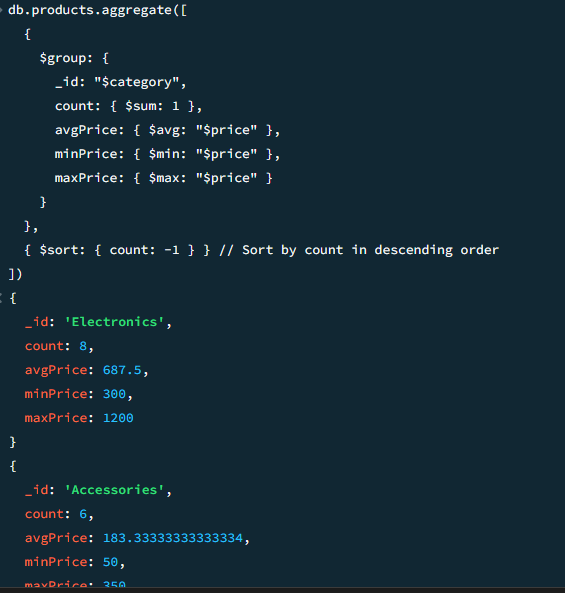 db.products.aggregate([
{
$group: {
_id: "$category",
count: { $sum: 1 },
avgPrice: { $avg: "$price" },
minPrice: { $min: "$price" },
maxPrice: { $max: "$price" }
}
},
{ $sort: { count: -1 } } // Sort by count in descending order
])
{
_id: 'Electronics',
count: 8,
avgPrice: 687.5,
minPrice: 300,
maxPrice: 1200
}
{
_id: 'Accessories',
count: 6,
avgPrice: 183.33333333333334,
minPrice: 50,
maxPrice: 350